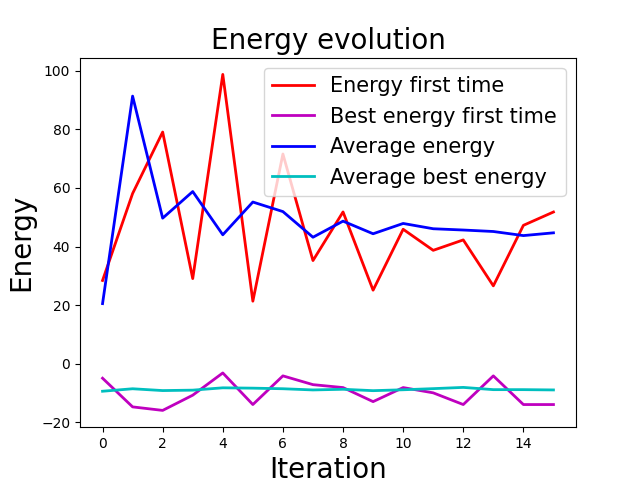 Energy evolution
Energy first time
Best energy first time
Average energy
Average best energy
Energy
100
80
60
40
20
0
−20
0 2 4 6 8 10 12 14
Iteration